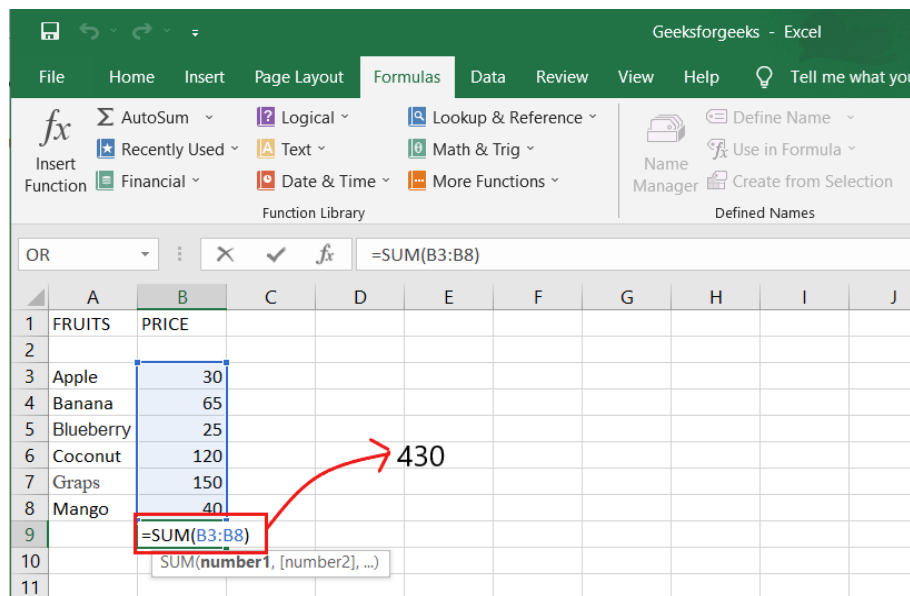 Geeksforgeeks - Excel
File Home Insert Page Layout Formulas Data Review View Help Tell me what you
fx Insert Function
Σ AutoSum
Recently Used
Financial
Logical
Text
Date & Time
Lookup & Reference
Math & Trig
More Functions
Function Library
Name Manager
Define Name
Use in Formula
Create from Selection
Defined Names
OR fx =SUM(B3:B8)
A B C D E F G H I J
1 FRUITS PRICE
2
3 Apple 30
4 Banana 65
5 Blueberry 25
6 Coconut 120 430
7 Graps 150
8 Mango 40
9 =SUM(B3:B8)
10 SUM(number1, [number2], ...)
11